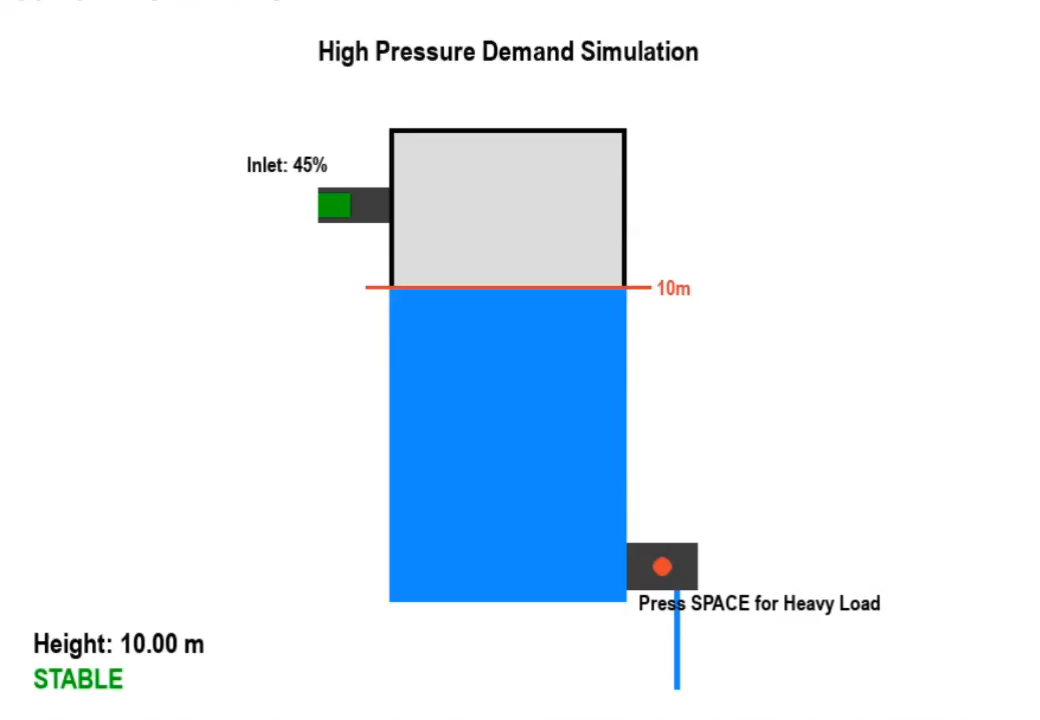 High Pressure Demand Simulation
Inlet: 45%
10m
Press SPACE for Heavy Load
Height: 10.00 m
STABLE